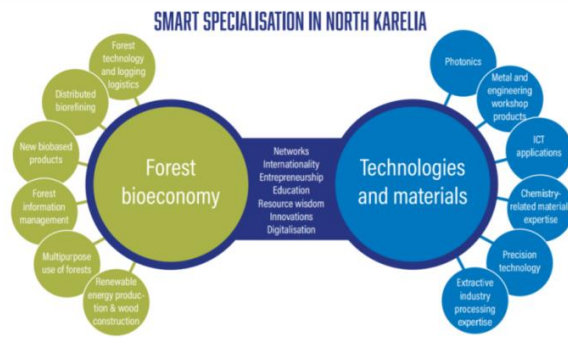 SMART SPECIALISATION IN NORTH KARELIA
Forest
technology
and logging
logistics
Distributed
biorefining
New biobased
products
Forest
information
management
Multipurpose
use of forests
Renewable
energy produc-
tion & wood
construction
Forest
bioeconomy
Networks
Internationality
Entrepreneurship
Education
Resource wisdom
Innovations
Digitalisation
Technologies
and materials
Photonics
Metal and
engineering
workshop
products
ICT
applications
Chemistry-
related material
expertise
Precision
technology
Extractive
industry
processing
expertise